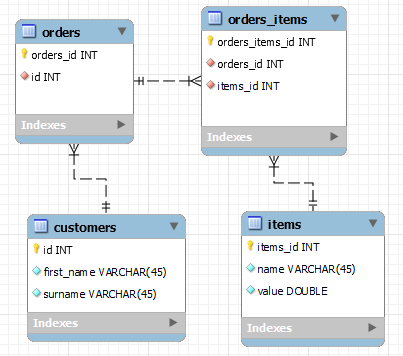 orders
orders_id INT
id INT
Indexes
orders_items
orders_items_id INT
orders_id INT
items_id INT
Indexes
customers
id INT
first_name VARCHAR(45)
surname VARCHAR(45)
Indexes
items
items_id INT
name VARCHAR(45)
value DOUBLE
Indexes